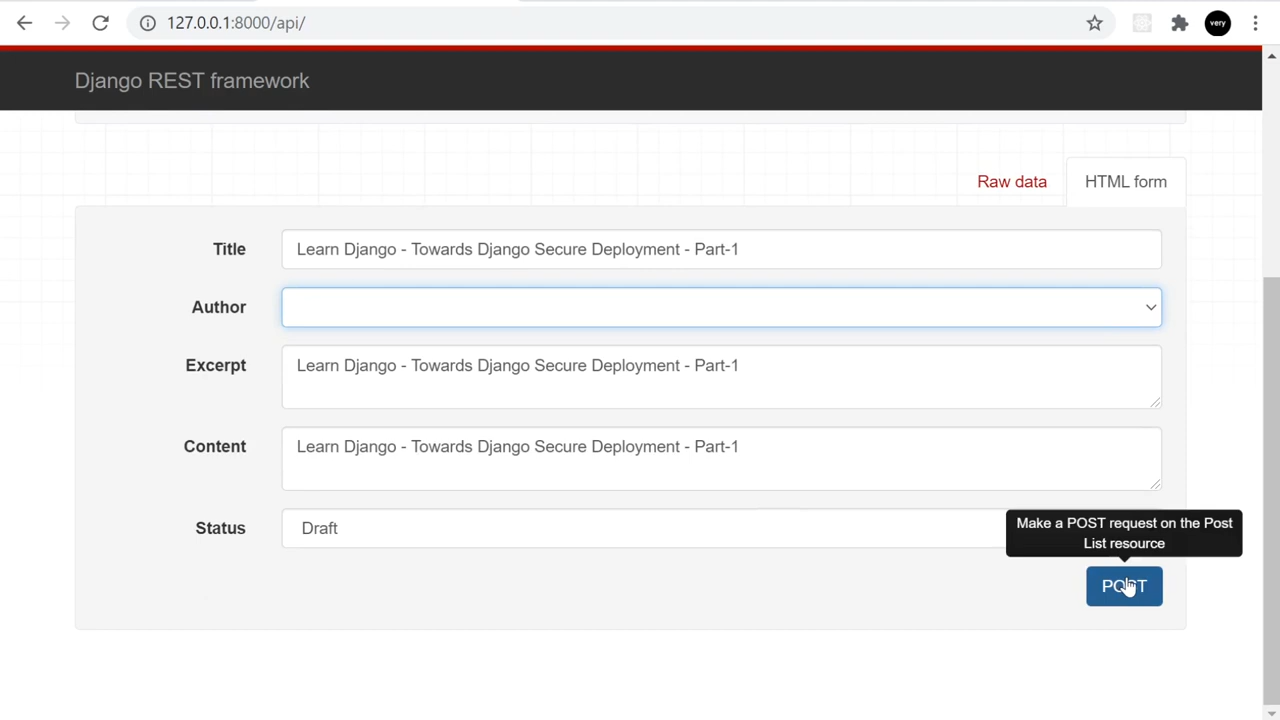 127.0.0.1:8000/api/
very
Django REST framework
Raw data
HTML form
Title
Learn Django - Towards Django Secure Deployment - Part-1
Author
Excerpt
Learn Django - Towards Django Secure Deployment - Part-1
Content
Learn Django - Towards Django Secure Deployment - Part-1
Status
Draft
Make a POST request on the Post
List resource
POST